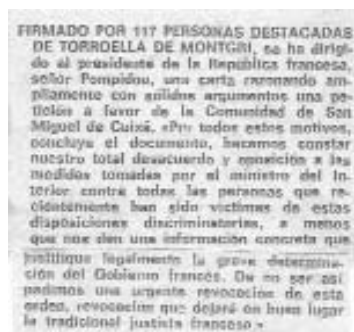 FIRMADO POR 117 PERSONAS DESTACADAS
DE TORROELLA DE MONTGRI, se ha dirigi-
do al presidente de la República francesa,
señor Pompidou, una carta razonando am-
pliamente con sólidos argumentos una pe-
tición a favor de la Comunidad de San
Miguel de Cuixá. «Por todos estos motivos,
concluye el documento, hacemos constar
nuestro total desacuerdo y oposición a las
medidas tomadas por el ministro del In-
terior contra todas las personas que re-
cientemente han sido víctimas de estas
disposiciones discriminatorias, a menos
que nos den una información concreta que
justifique legalmente la grave determina-
ción del Gobierno francés. De no ser así
pedimos una urgente revocación de esta
orden, revocación que dejará en buen lugar
la tradicional justicia francesa».